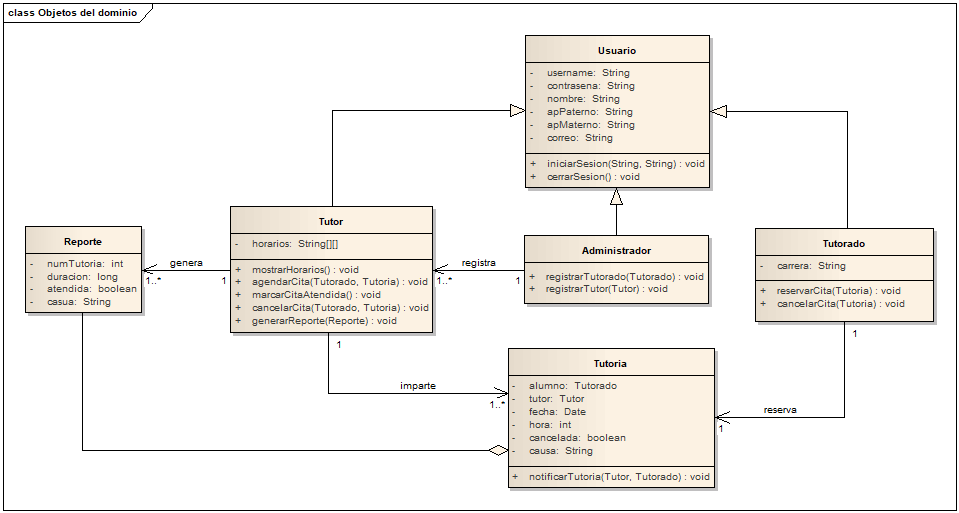 class Objetos del dominio
Usuario
- username: String
- contrasena: String
- nombre: String
- apPaterno: String
- apMaterno: String
- correo: String
+ iniciarSesion(String, String) : void
+ cerrarSesion() : void
Tutor
- horarios: String[][]
+ mostrarHorarios() : void
+ agendarCita(Tutorado, Tutoria) : void
+ marcarCitaAtendida() : void
+ cancelarCita(Tutorado, Tutoria) : void
+ generarReporte(Reporte) : void
Reporte
- numTutoria: int
- duracion: long
- atendida: boolean
- casua: String
genera
1..*
1
Administrador
+ registrarTutorado(Tutorado) : void
+ registrarTutor(Tutor) : void
registra
1..*
1
Tutorado
- carrera: String
+ reservarCita(Tutoria) : void
+ cancelarCita(Tutoria) : void
1
1
Tutoria
- alumno: Tutorado
- tutor: Tutor
- fecha: Date
- hora: int
- cancelada: boolean
- causa: String
+ notificarTutoria(Tutor, Tutorado) : void
imparte
1..*
reserva
1